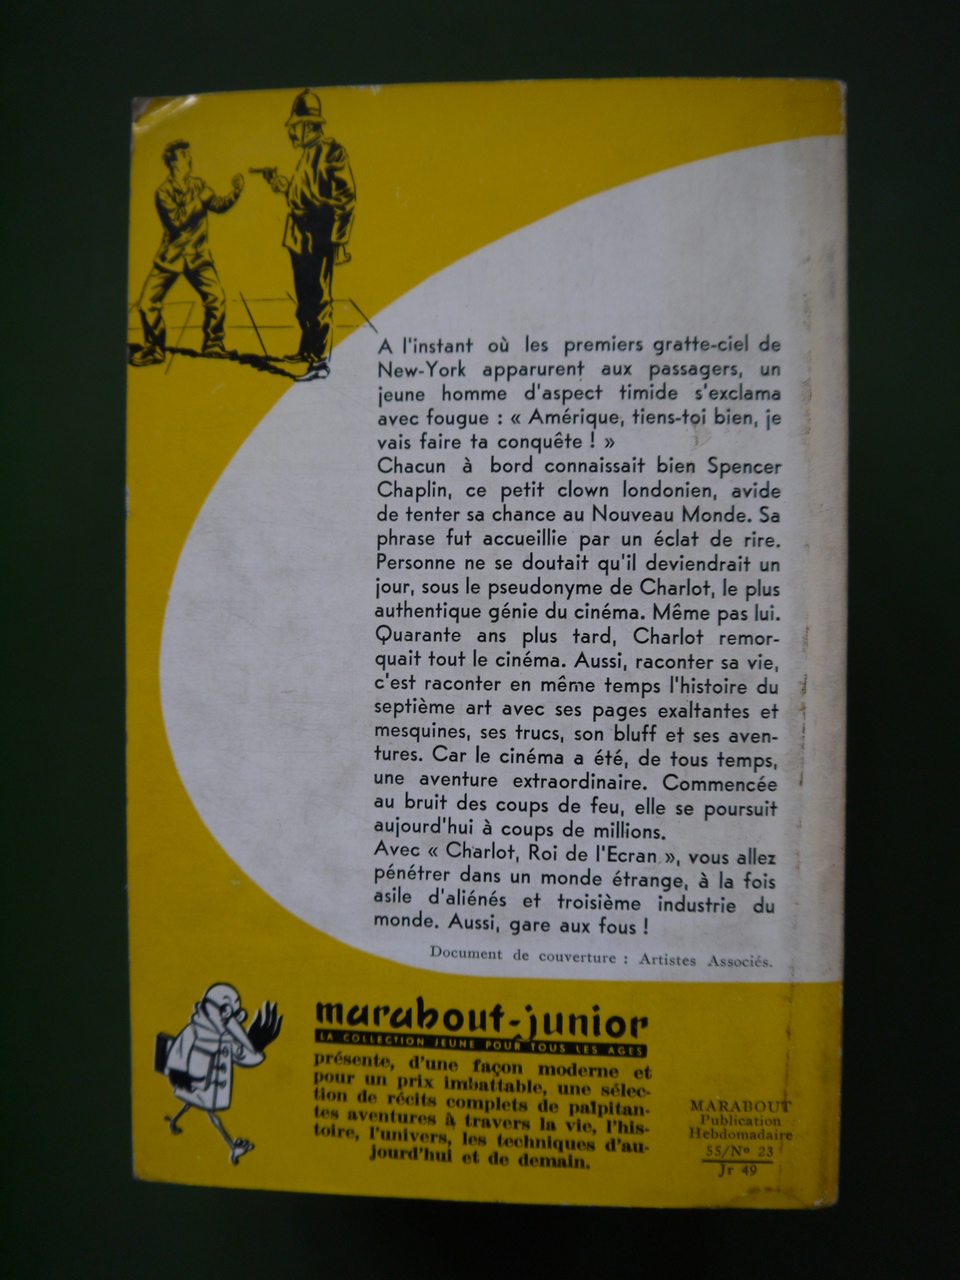 A l'instant où les premiers gratte-ciel de
New-York apparurent aux passagers, un
jeune homme d'aspect timide s'exclama
avec fougue : « Amérique, tiens-toi bien, je
vais faire ta conquête ! »
Chacun à bord connaissait bien Spencer
Chaplin, ce petit clown londonien, avide
de tenter sa chance au Nouveau Monde. Sa
phrase fut accueillie par un éclat de rire.
Personne ne se doutait qu'il deviendrait un
jour, sous le pseudonyme de Charlot, le plus
authentique génie du cinéma. Même pas lui.
Quarante ans plus tard, Charlot remor-
quait tout le cinéma. Aussi, raconter sa vie,
c'est raconter en même temps l'histoire du
septième art avec ses pages exaltantes et
mesquines, ses trucs, son bluff et ses aven-
tures. Car le cinéma a été, de tous temps,
une aventure extraordinaire. Commencée
au bruit des coups de feu, elle se poursuit
aujourd'hui à coups de millions.
Avec « Charlot, Roi de l'Ecran », vous allez
pénétrer dans un monde étrange, à la fois
asile d'aliénés et troisième industrie du
monde. Aussi, gare aux fous !
Document de couverture : Artistes Associés.
marabout-junior
LA COLLECTION JEUNE POUR TOUS LES AGES
présente, d'une façon moderne et
pour un prix imbattable, une sélec-
tion de récits complets de palpitan-
tes aventures à travers la vie, l'his-
toire, l'univers, les techniques d'au-
jourd'hui et de demain.
MARABOUT
Publication
Hebdomadaire
55/Nº 23
Jr 49